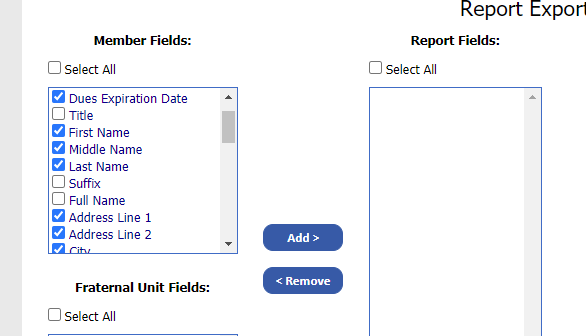 Report Export
Member Fields:
Report Fields:
Select All
Select All
Dues Expiration Date
Title
First Name
Middle Name
Last Name
Suffix
Full Name
Address Line 1
Address Line 2
City
Add >
< Remove
Fraternal Unit Fields:
Select All